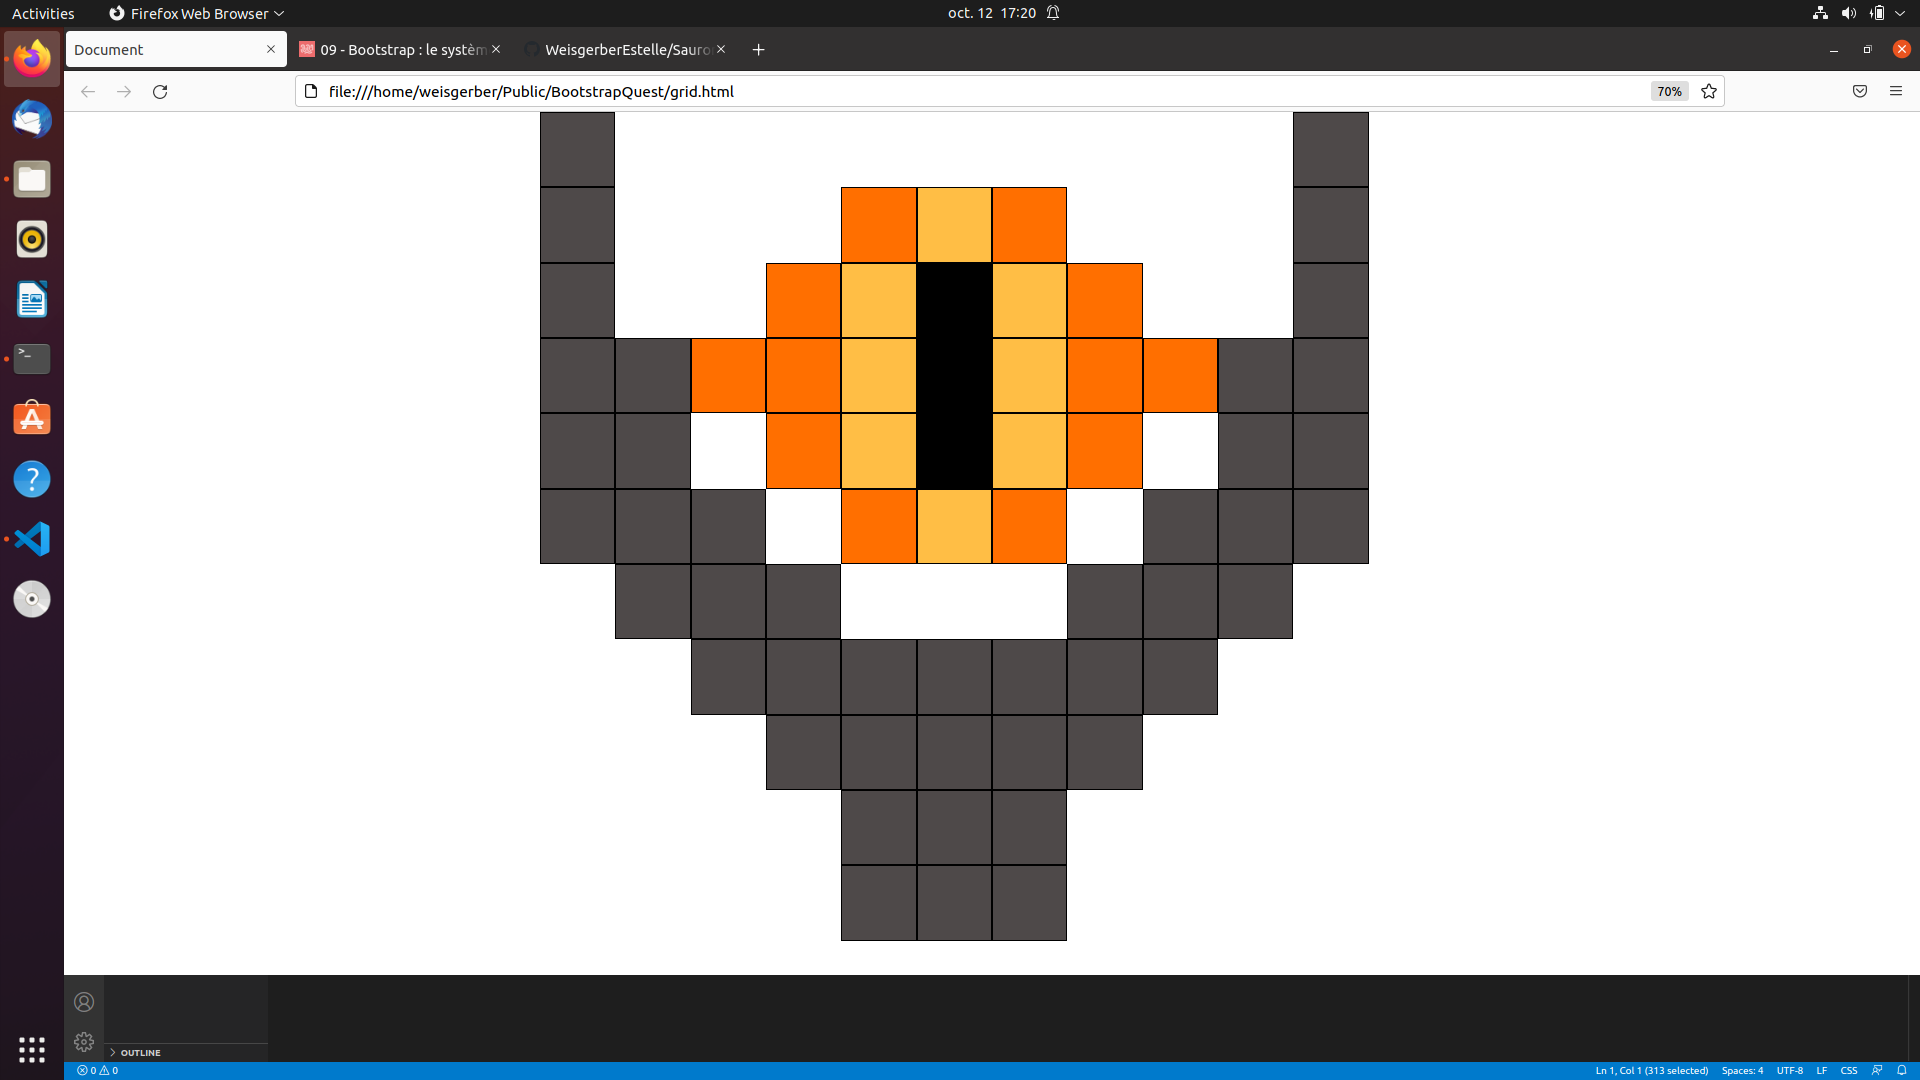 Activities
Firefox Web Browser
oct. 12 17:20
Document
09 - Bootstrap : le systèm
WeisgerberEstelle/Sauro
file:///home/weisgerber/Public/BootstrapQuest/grid.html
70%
OUTLINE
0 0
Ln 1, Col 1 (313 selected)
Spaces: 4
UTF-8
LF
CSS